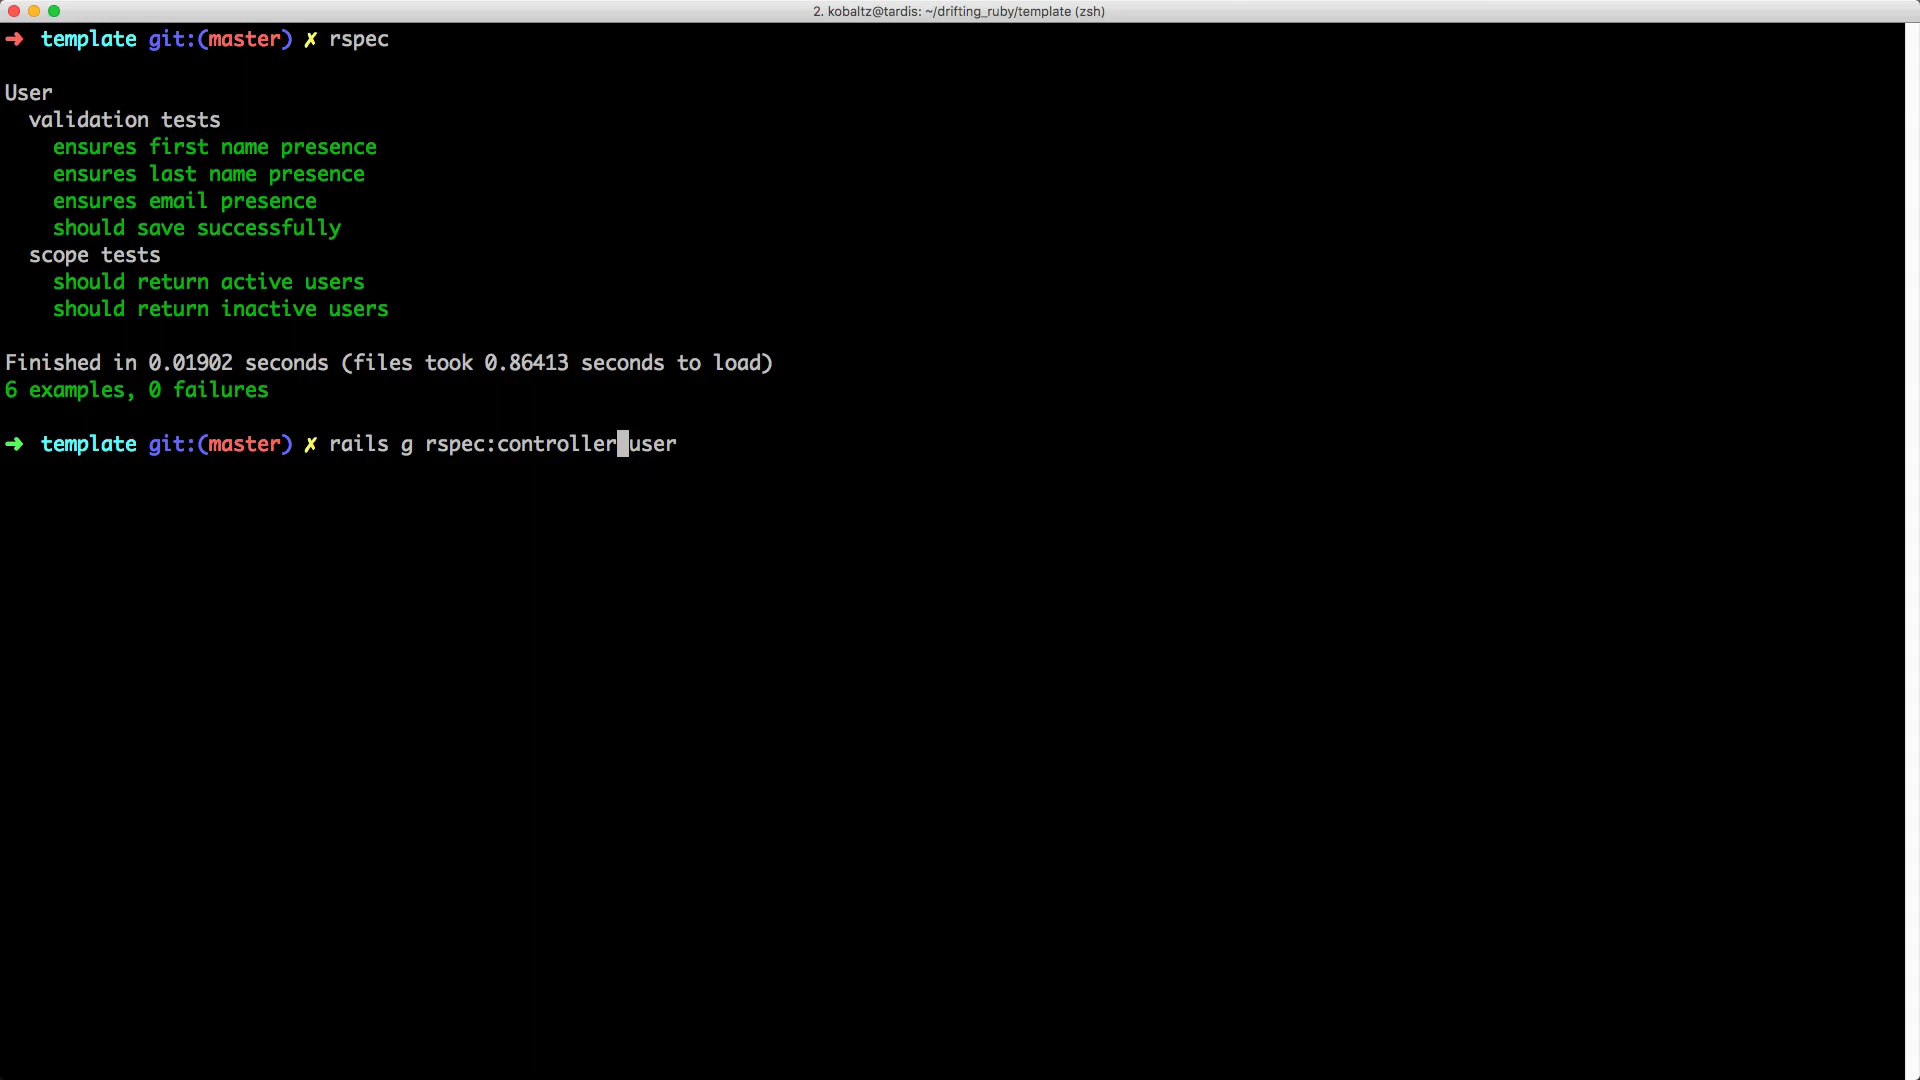 2. kobaltz@tardis: ~/drifting_ruby/template (zsh)
➜ template git:(master) ✗ rspec
User
validation tests
ensures first name presence
ensures last name presence
ensures email presence
should save successfully
scope tests
should return active users
should return inactive users
Finished in 0.01902 seconds (files took 0.86413 seconds to load)
6 examples, 0 failures
➜ template git:(master) ✗ rails g rspec:controller user